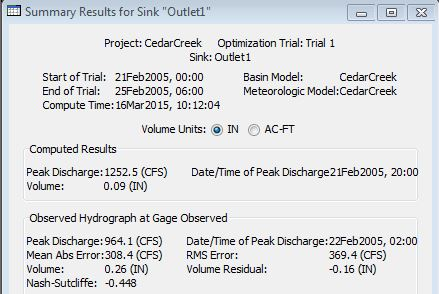 Summary Results for Sink "Outlet1"
Project: CedarCreek Optimization Trial: Trial 1
Sink: Outlet1
Start of Trial: 21Feb2005, 00:00 Basin Model: CedarCreek
End of Trial: 25Feb2005, 06:00 Meteorologic Model:CedarCreek
Compute Time:16Mar2015, 10:12:04
Volume Units: IN AC-FT
Computed Results
Peak Discharge:1252.5 (CFS) Date/Time of Peak Discharge21Feb2005, 20:00
Volume: 0.09 (IN)
Observed Hydrograph at Gage Observed
Peak Discharge:964.1 (CFS) Date/Time of Peak Discharge:22Feb2005, 02:00
Mean Abs Error:308.4 (CFS) RMS Error: 369.4 (CFS)
Volume: 0.26 (IN) Volume Residual: -0.16 (IN)
Nash-Sutcliffe: -0.448